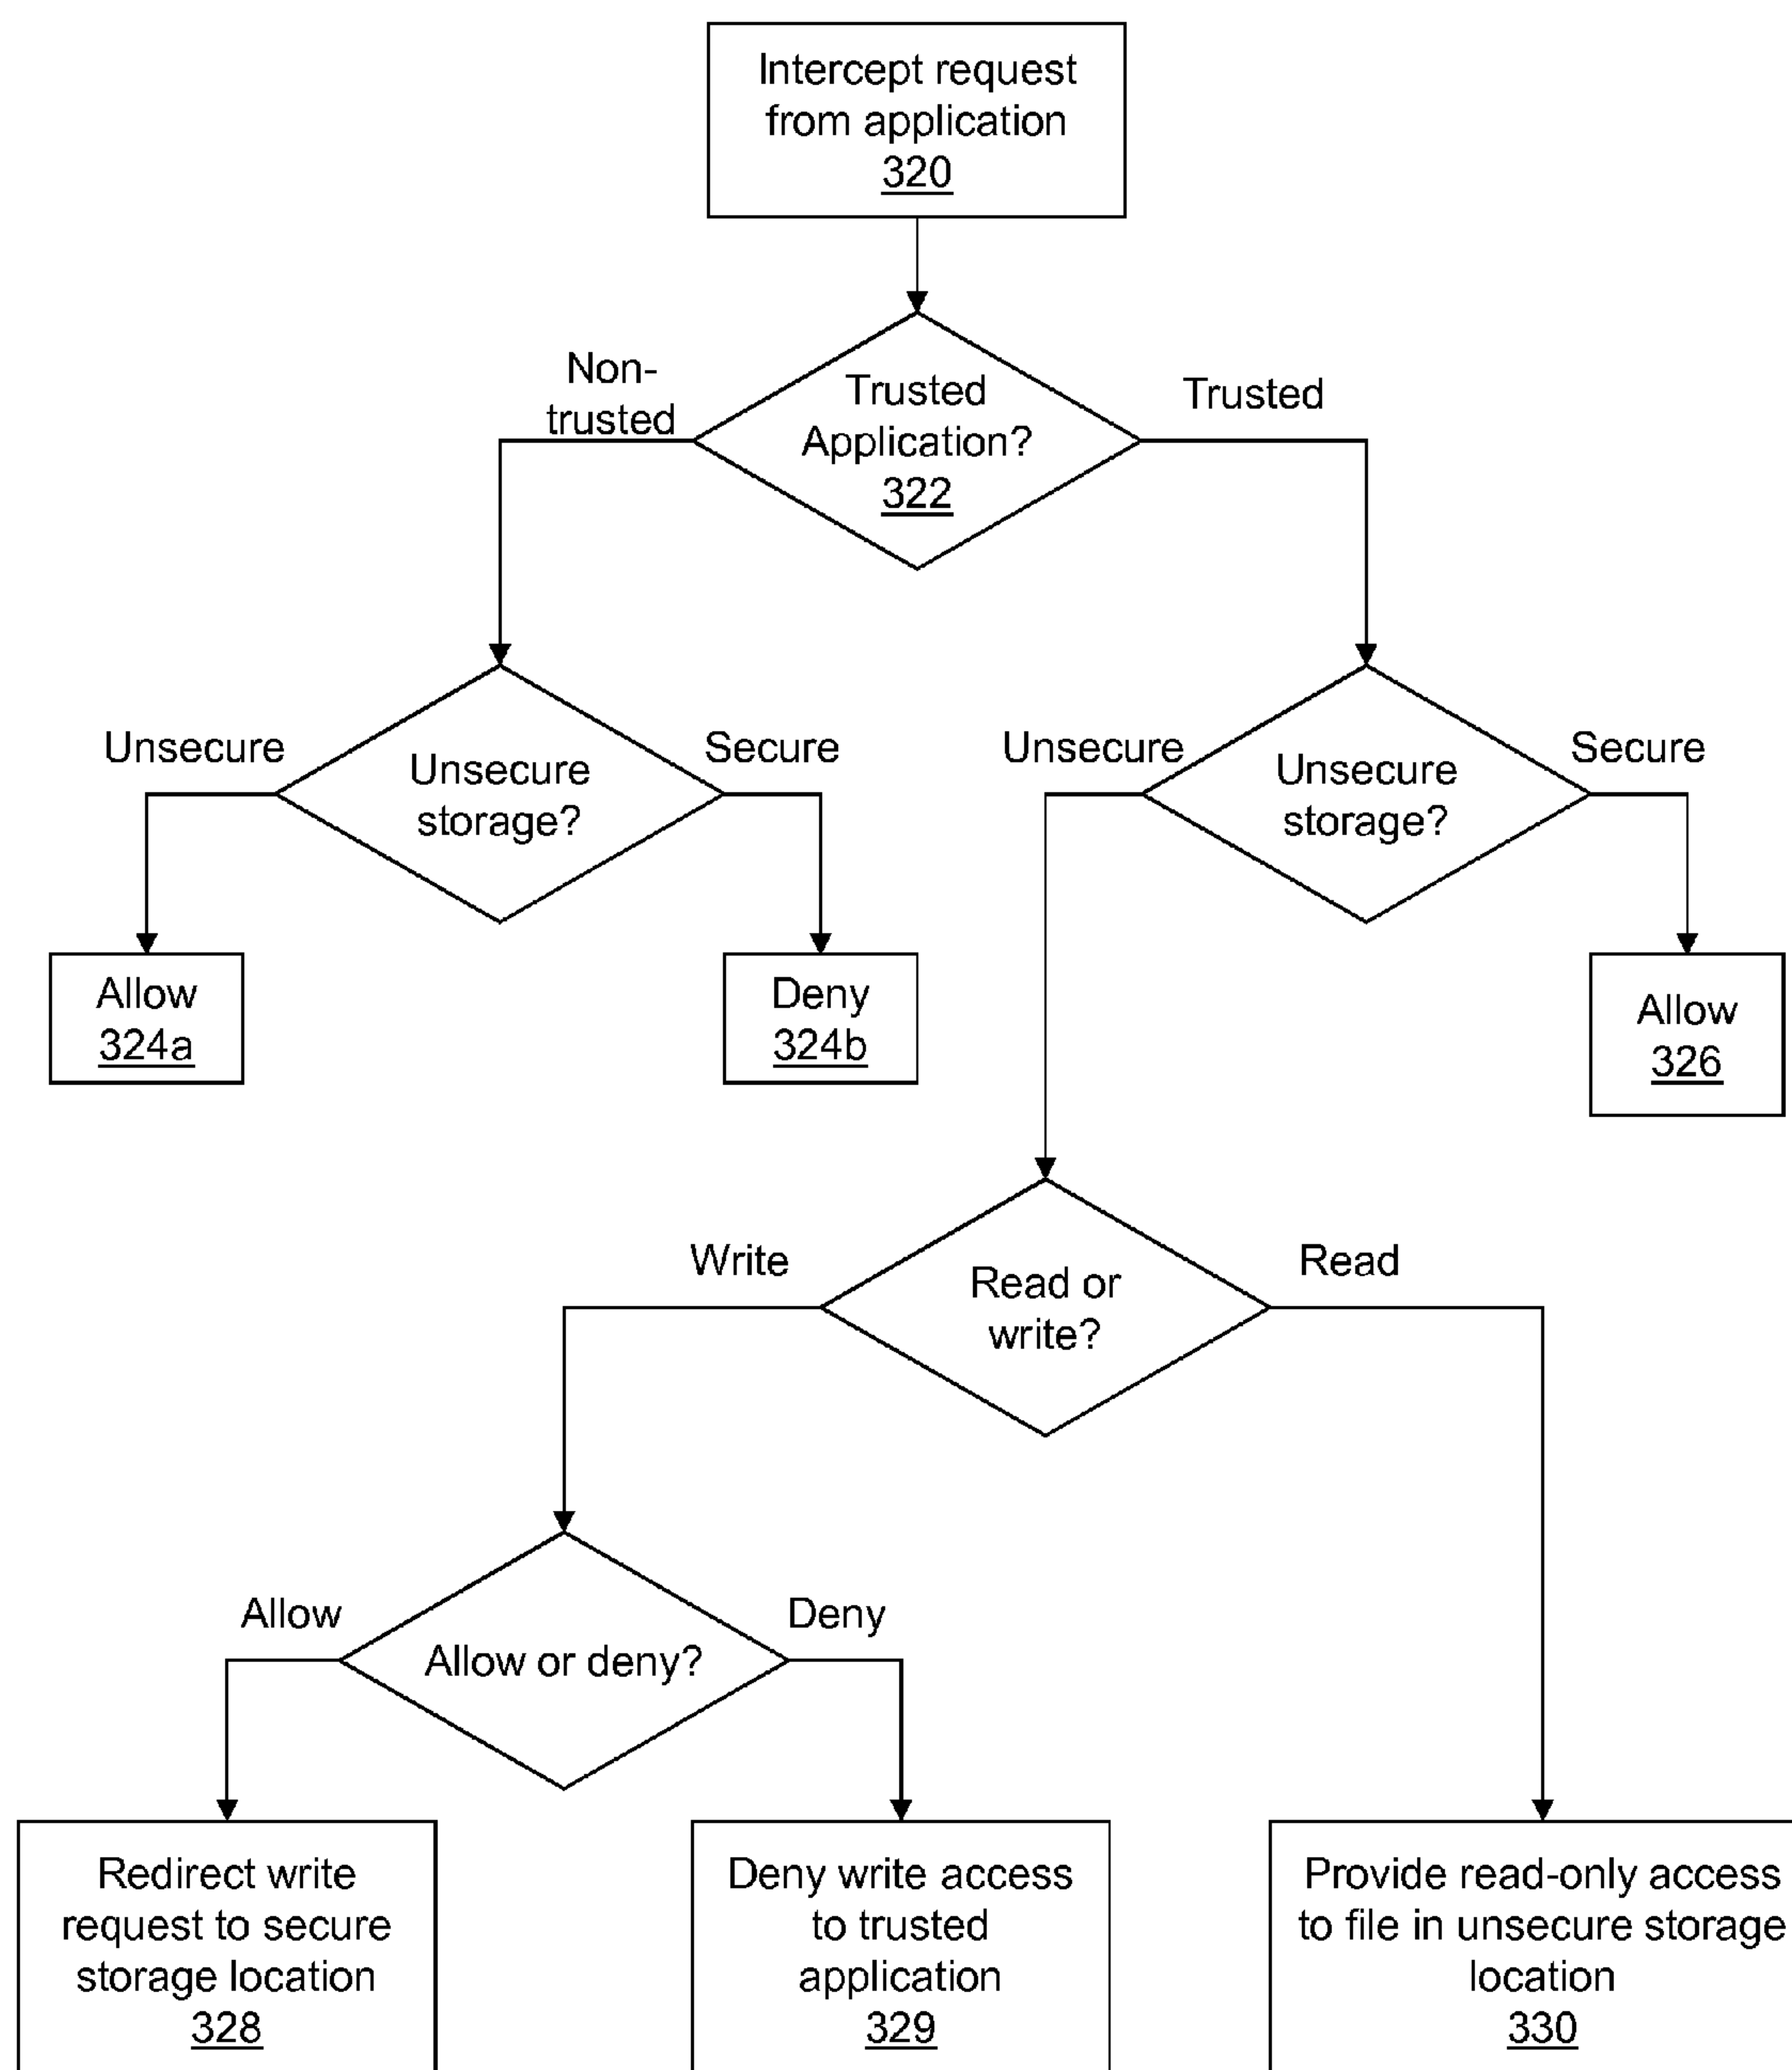 Intercept request
from application
320
Non-
trusted
Trusted
Application?
322
Trusted
Unsecure
Unsecure
storage?
Secure
Unsecure
Unsecure
storage?
Secure
Allow
324a
Deny
324b
Allow
326
Write
Read or
write?
Read
Allow
Allow or deny?
Deny
Redirect write
request to secure
storage location
328
Deny write access
to trusted
application
329
Provide read-only access
to file in unsecure storage
location
330